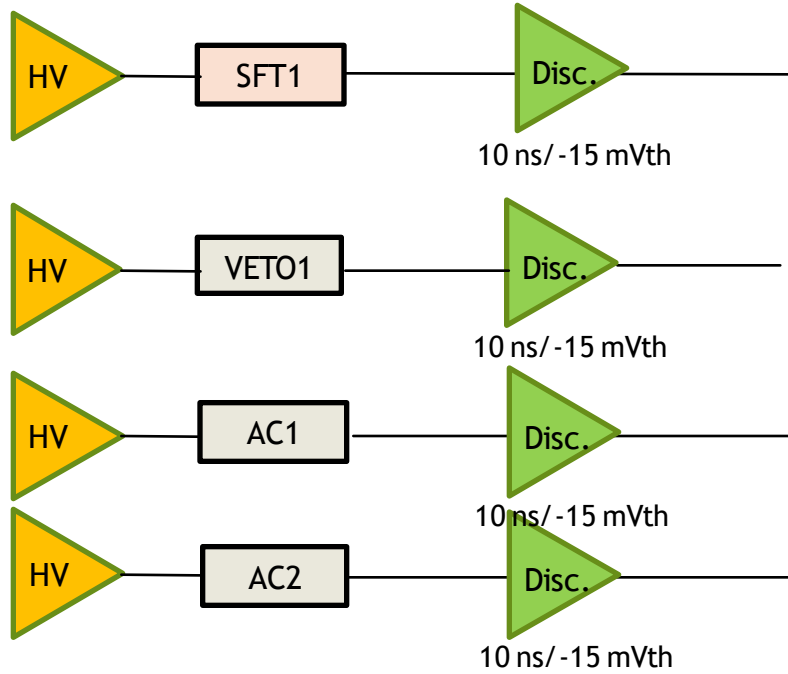 HV SFT1 Disc.
10 ns/ -15 mVth
HV VETO1 Disc.
10 ns/ -15 mVth
HV AC1 Disc.
10 ns/ -15 mVth
HV AC2 Disc.
10 ns/ -15 mVth